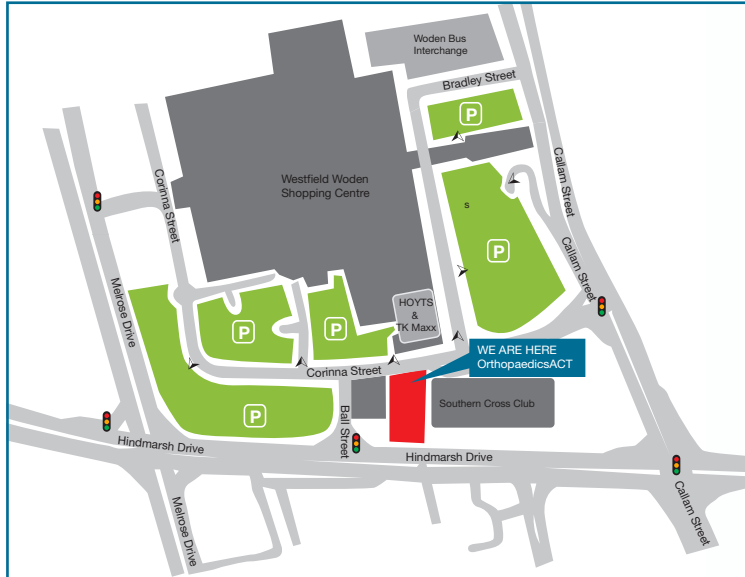 Woden Bus
Interchange
Bradley Street
P
Callam Street
Corinna Street
Westfield Woden
Shopping Centre
s
P
Callam Street
Melrose Drive
HOYTS
&
TK Maxx
P
P
WE ARE HERE
OrthopaedicsACT
Corinna Street
Southern Cross Club
P
Ball Street
Hindmarsh Drive
Hindmarsh Drive
Melrose Drive
Callam Street